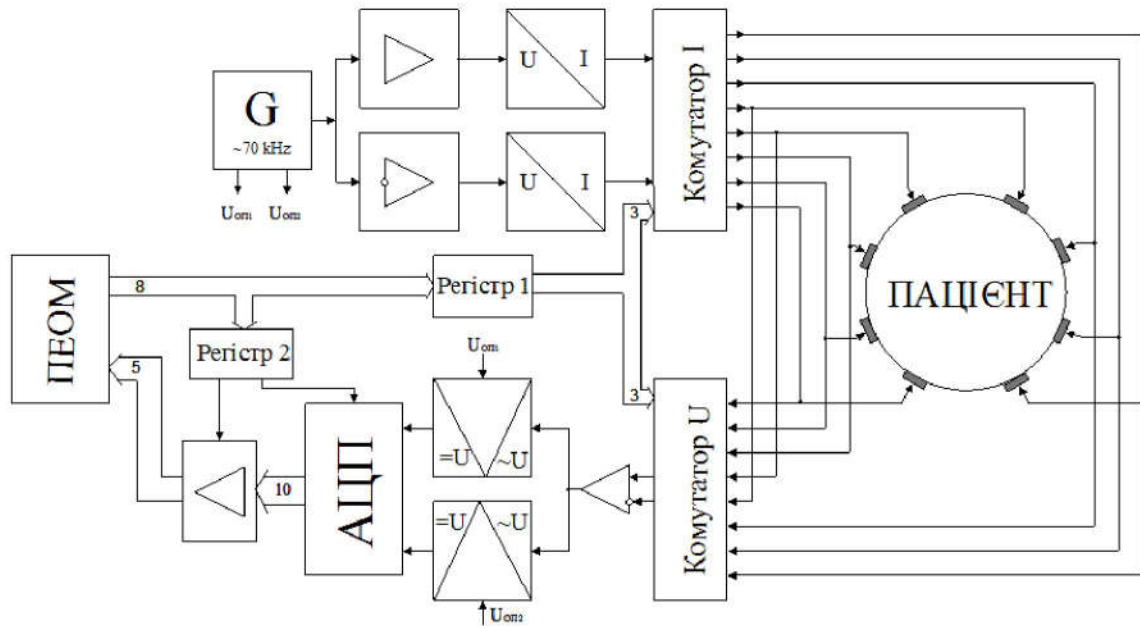 G
~70 kHz
Uоп1
Uоп2
U
I
U
I
Комутатор I
3
ПЕОМ
8
Регістр 1
Регістр 2
5
АЦП
10
Uоп1
=U
~U
=U
~U
Uоп2
3
Комутатор U
ПАЦІЄНТ